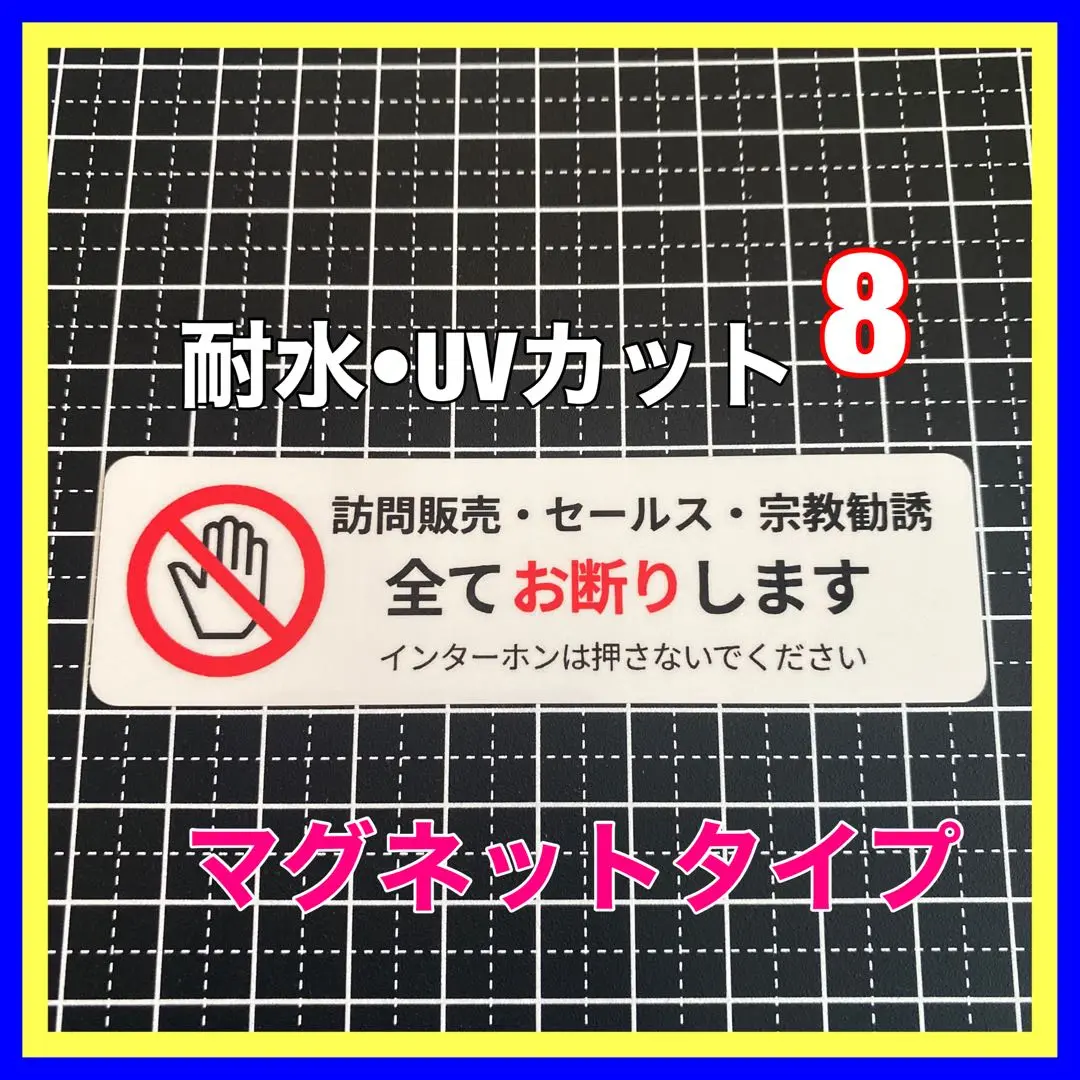 8
耐水•UVカット
訪問販売・セールス・宗教勧誘
全てお断りします
インターホンは押さないでください
マグネットタイプ